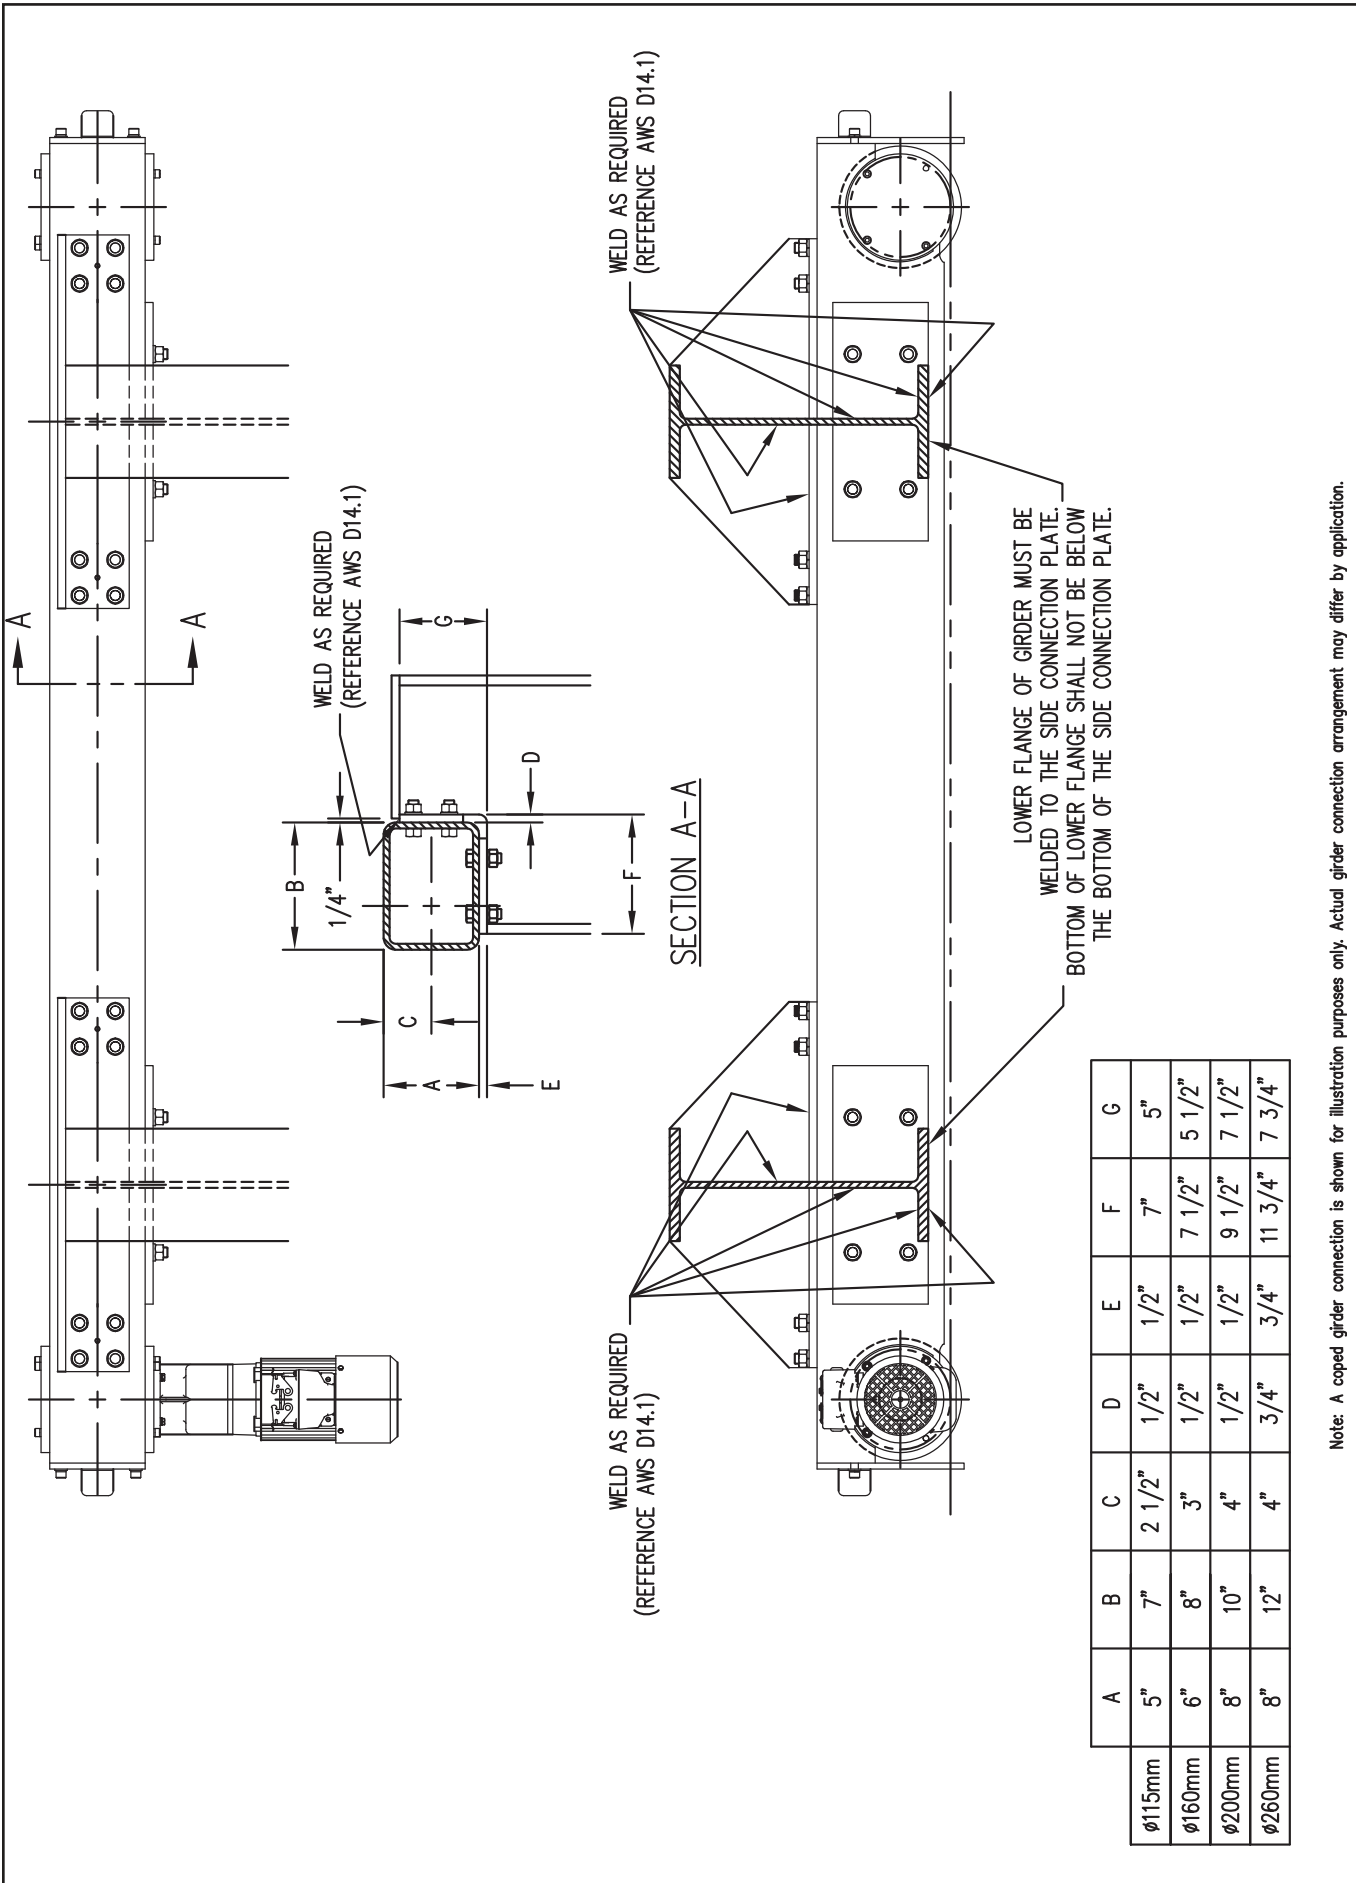 A
A
WELD AS REQUIRED
(REFERENCE AWS D14.1)
B
1/4"
C
A
E
D
F
G
SECTION A-A
WELD AS REQUIRED
(REFERENCE AWS D14.1)
WELD AS REQUIRED
(REFERENCE AWS D14.1)
LOWER FLANGE OF GIRDER MUST BE
WELDED TO THE SIDE CONNECTION PLATE.
BOTTOM OF LOWER FLANGE SHALL NOT BE BELOW
THE BOTTOM OF THE SIDE CONNECTION PLATE.
A B C D E F G
ø115mm 5" 7" 2 1/2" 1/2" 1/2" 7" 5"
ø160mm 6" 8" 3" 1/2" 1/2" 7 1/2" 5 1/2"
ø200mm 8" 10" 4" 1/2" 1/2" 9 1/2" 7 1/2"
ø260mm 8" 12" 4" 3/4" 3/4" 11 3/4" 7 3/4"
Note: A coped girder connection is shown for illustration purposes only. Actual girder connection arrangement may differ by application.